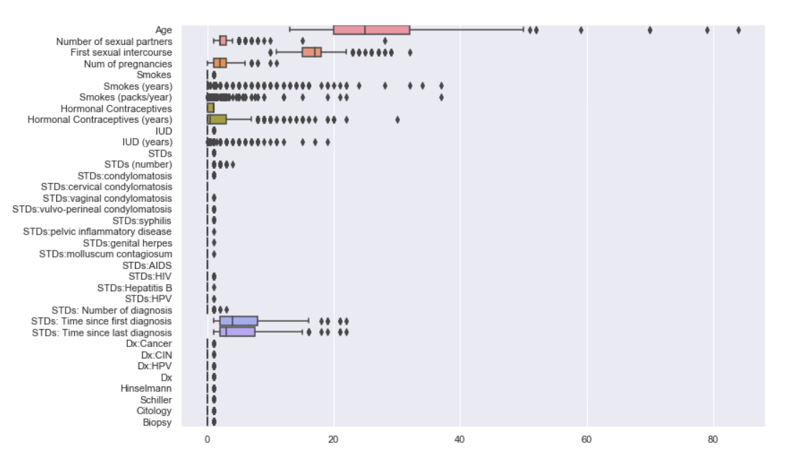 Age
Number of sexual partners
First sexual intercourse
Num of pregnancies
Smokes
Smokes (years)
Smokes (packs/year)
Hormonal Contraceptives
Hormonal Contraceptives (years)
IUD
IUD (years)
STDs
STDs (number)
STDs:condylomatosis
STDs:cervical condylomatosis
STDs:vaginal condylomatosis
STDs:vulvo-perineal condylomatosis
STDs:syphilis
STDs:pelvic inflammatory disease
STDs:genital herpes
STDs:molluscum contagiosum
STDs:AIDS
STDs:HIV
STDs:Hepatitis B
STDs:HPV
STDs: Number of diagnosis
STDs: Time since first diagnosis
STDs: Time since last diagnosis
Dx:Cancer
Dx:CIN
Dx:HPV
Dx
Hinselmann
Schiller
Citology
Biopsy
0 20 40 60 80